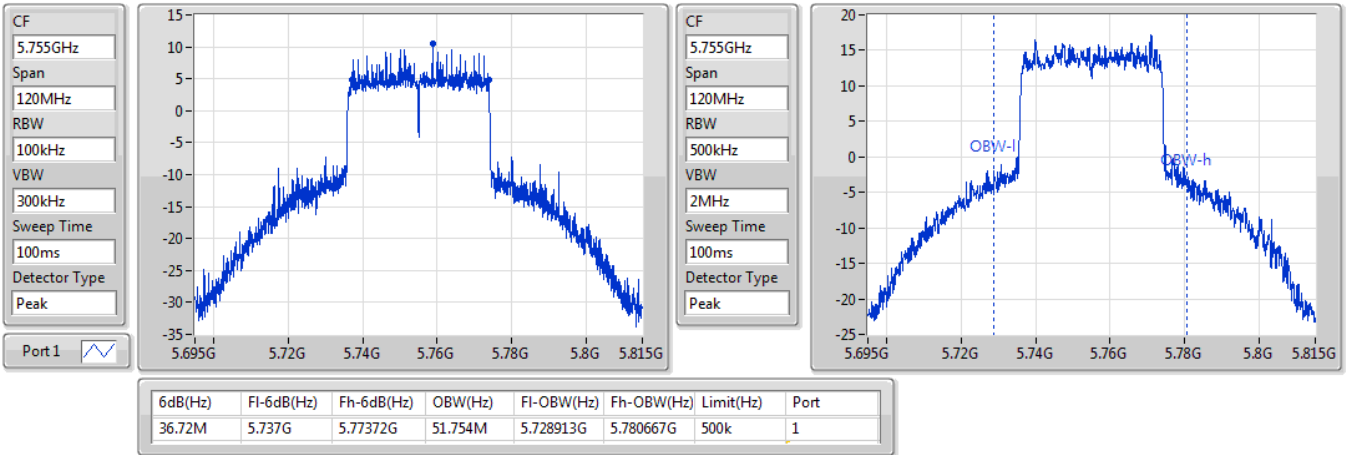 CF
5.755GHz
Span
120MHz
RBW
100kHz
VBW
300kHz
Sweep Time
100ms
Detector Type
Peak
Port 1
15
10
5
0
-5
-10
-15
-20
-25
-30
-35
5.695G 5.72G 5.74G 5.76G 5.78G 5.8G 5.815G
CF
5.755GHz
Span
120MHz
RBW
500kHz
VBW
2MHz
Sweep Time
100ms
Detector Type
Peak
20
15
10
5
0
-5
-10
-15
-20
-25
OBW-l
OBW-h
5.695G 5.72G 5.74G 5.76G 5.78G 5.8G 5.815G
6dB(Hz) Fl-6dB(Hz) Fh-6dB(Hz) OBW(Hz) Fl-OBW(Hz) Fh-OBW(Hz) Limit(Hz) Port
36.72M 5.737G 5.77372G 51.754M 5.728913G 5.780667G 500k 1